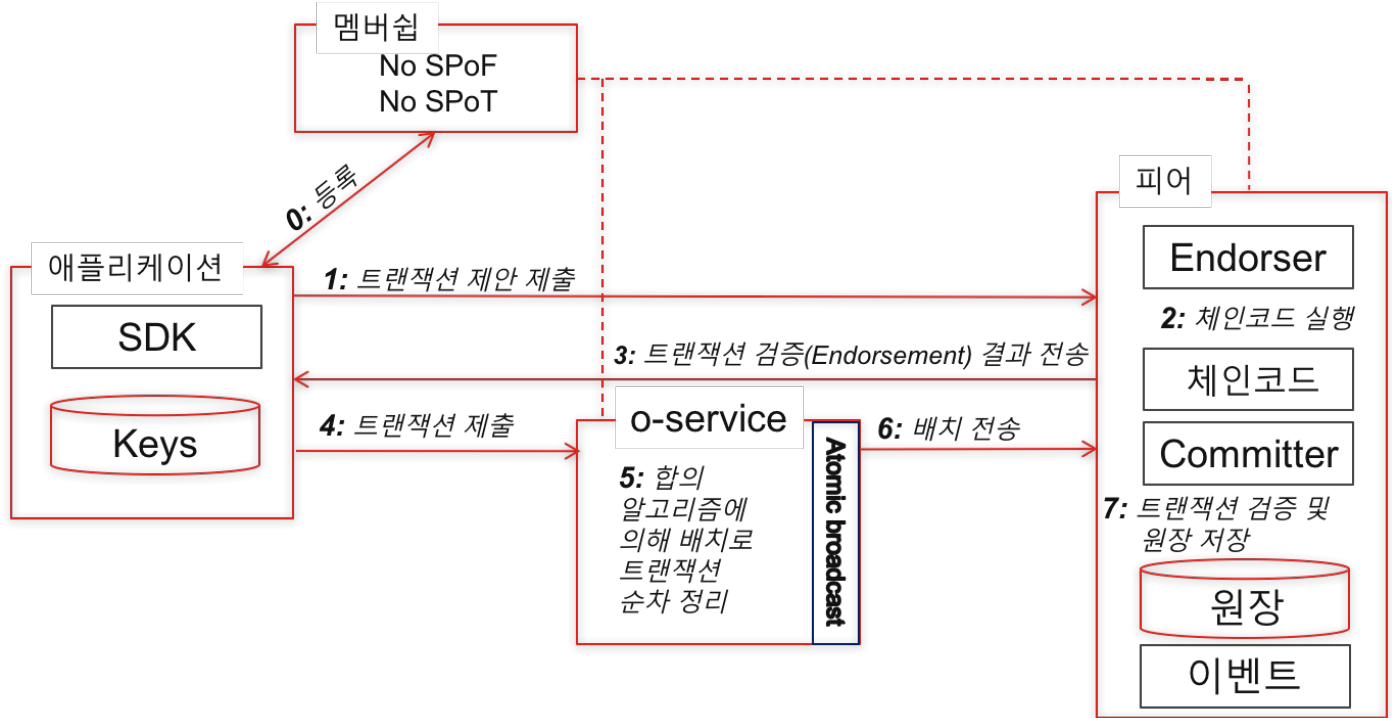 멤버쉽
No SPoF
No SPoT
0: 등록
애플리케이션
SDK
Keys
1: 트랜잭션 제안 제출
3: 트랜잭션 검증(Endorsement) 결과 전송
4: 트랜잭션 제출
o-service
5: 합의
알고리즘에
의해 배치로
트랜잭션
순차 정리
Atomic broadcast
6: 배치 전송
피어
Endorser
2: 체인코드 실행
체인코드
Committer
7: 트랜잭션 검증 및
원장 저장
원장
이벤트